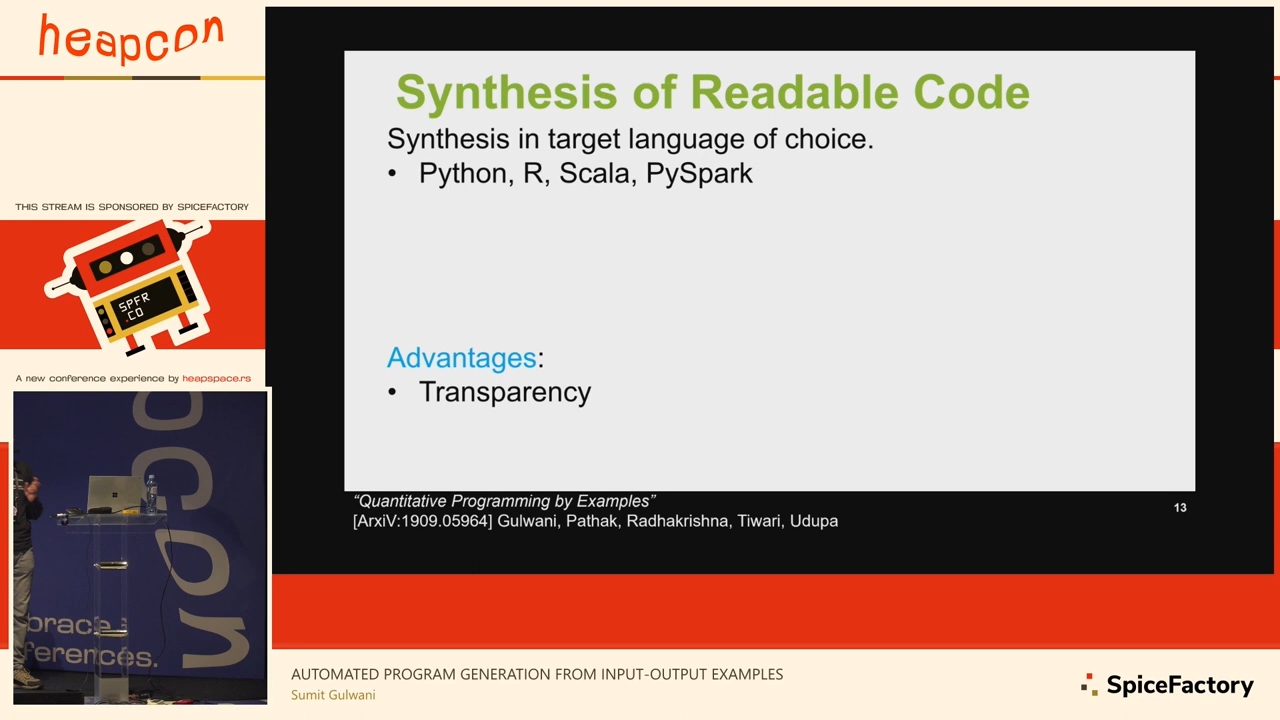 heapcon
THIS STREAM IS SPONSORED BY SPICEFACTORY
SPFR
.CO
A new conference experience by heapspace.rs
Synthesis of Readable Code
Synthesis in target language of choice.
• Python, R, Scala, PySpark
Advantages:
• Transparency
“Quantitative Programming by Examples”
[ArXiv:1909.05964] Gulwani, Pathak, Radhakrishna, Tiwari, Udupa
13
brace
ferences.
AUTOMATED PROGRAM GENERATION FROM INPUT-OUTPUT EXAMPLES
Sumit Gulwani
SpiceFactory